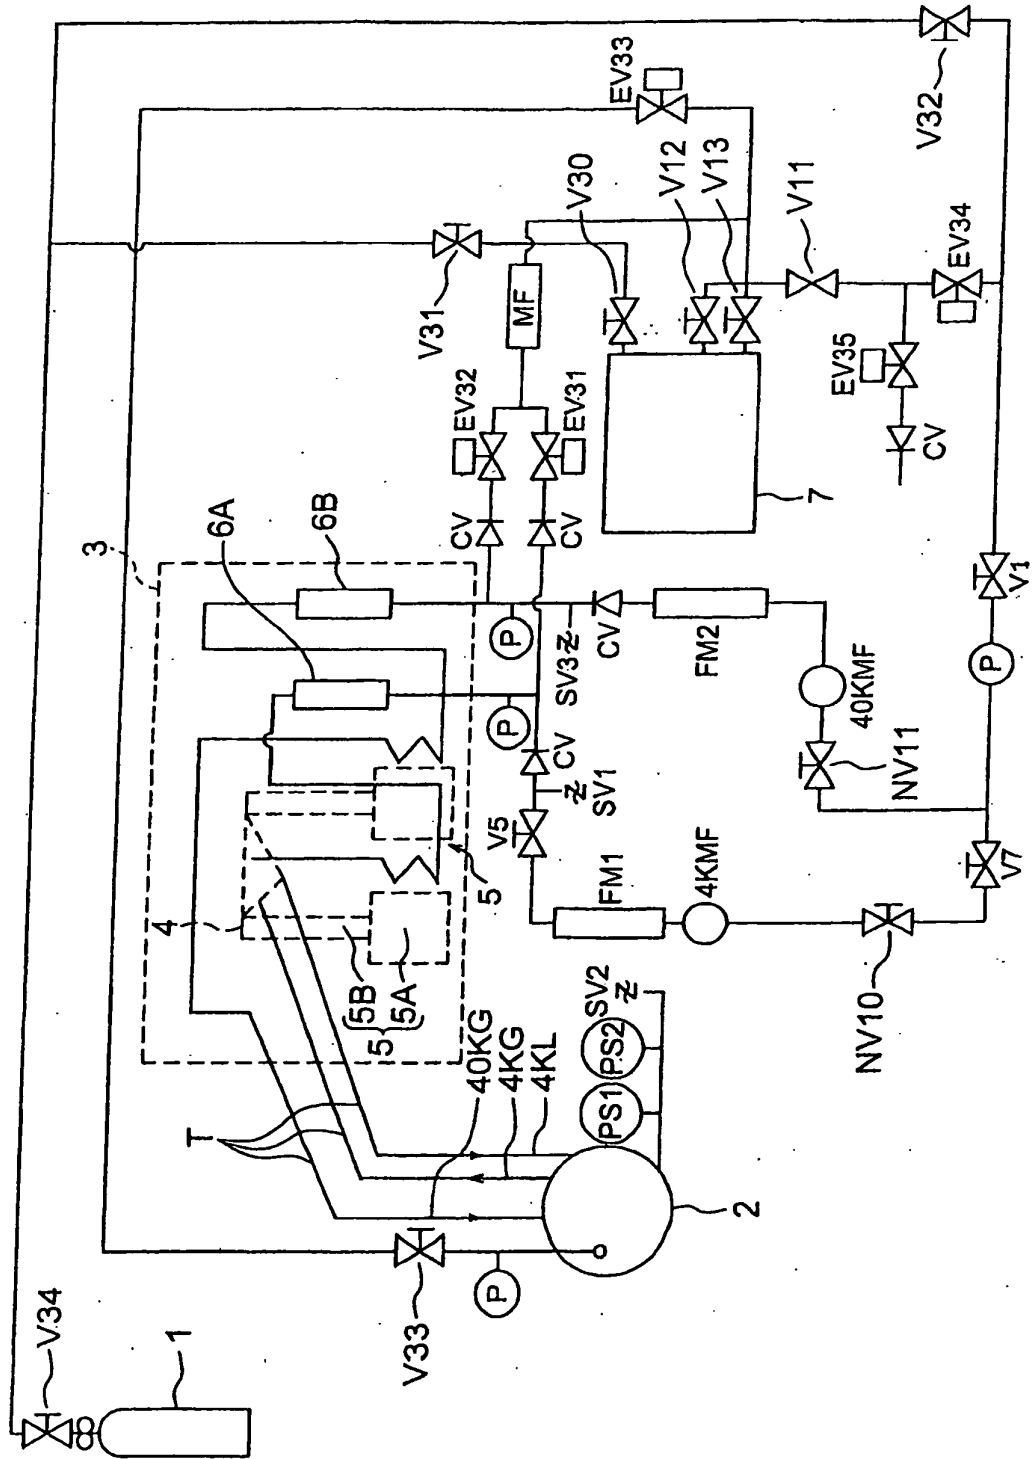 V34
1
V33
P
2
T
40KG
4KG
4KL
PS1
PS2
SV2
3
4
5B
5A
5
5
6A
6B
P
P
SV3
CV
FM2
40KMF
NV11
CV
SV1
V5
FM1
4KMF
NV10
V7
P
V1
CV
CV
EV32
EV31
MF
V31
V30
V12
V13
7
V11
EV35
CV
EV34
EV33
V32